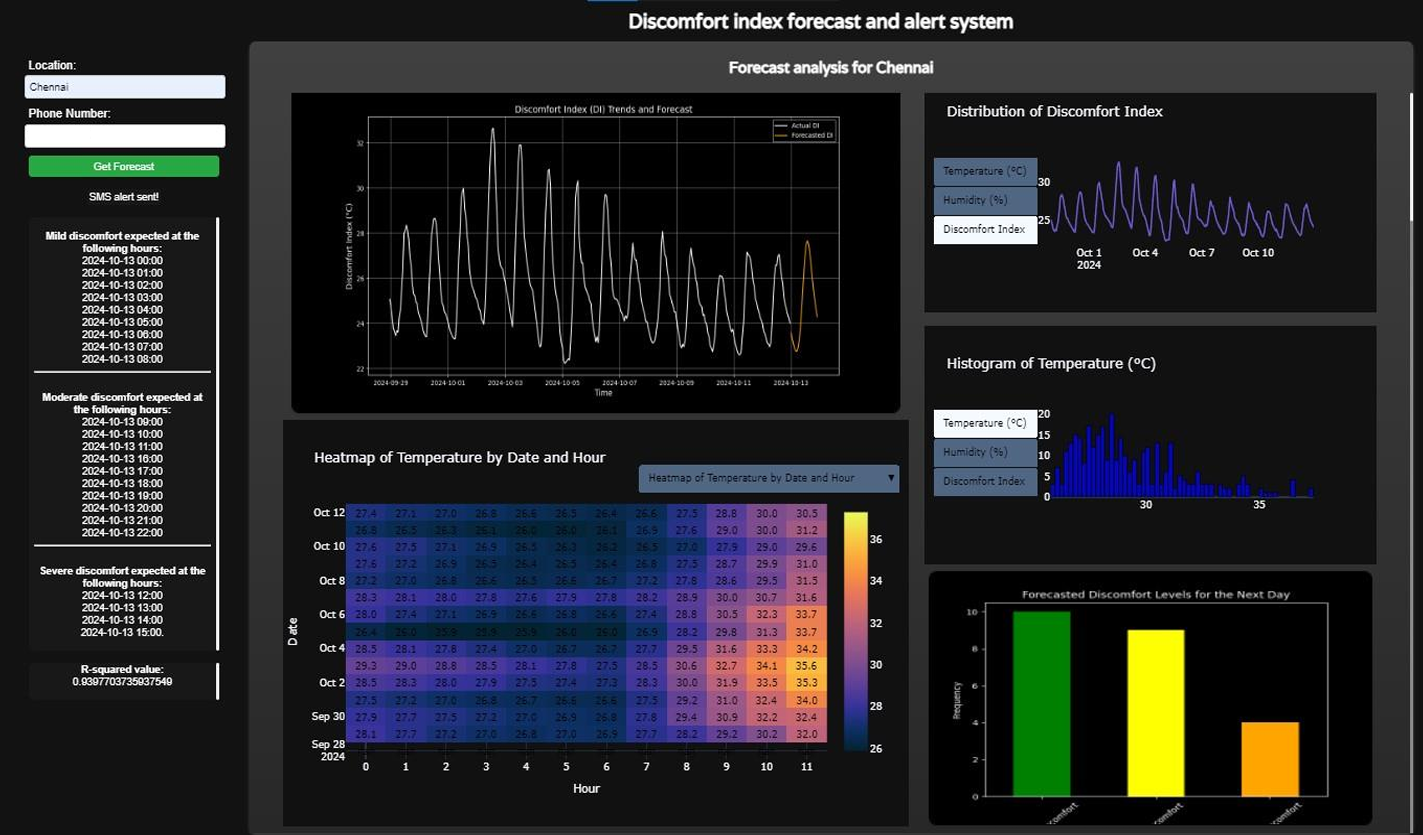 Discomfort index forecast and alert system
Location:
Chennai
Phone Number:
Get Forecast
SMS alert sent!
Mild discomfort expected at the
following hours:
2024-10-13 00:00
2024-10-13 01:00
2024-10-13 02:00
2024-10-13 03:00
2024-10-13 04:00
2024-10-13 05:00
2024-10-13 06:00
2024-10-13 07:00
2024-10-13 08:00
Moderate discomfort expected at
the following hours:
2024-10-13 09:00
2024-10-13 10:00
2024-10-13 11:00
2024-10-13 16:00
2024-10-13 17:00
2024-10-13 18:00
2024-10-13 19:00
2024-10-13 20:00
2024-10-13 21:00
2024-10-13 22:00
Severe discomfort expected at the
following hours:
2024-10-13 12:00
2024-10-13 13:00
2024-10-13 14:00
2024-10-13 15:00.
R-squared value:
0.9397703735937549
Forecast analysis for Chennai
Discomfort Index (DI) Trends and Forecast
Actual DI
Forecasted DI
Discomfort Index (°C)
32
30
28
26
24
22
2024-09-29 2024-10-01 2024-10-03 2024-10-05 2024-10-07 2024-10-09 2024-10-11 2024-10-13
Time
Distribution of Discomfort Index
Temperature (°C)
Humidity (%)
Discomfort Index
30
25
Oct 1 Oct 4 Oct 7 Oct 10
2024
Histogram of Temperature (°C)
Temperature (°C)
Humidity (%)
Discomfort Index
20
15
10
5
0
30 35
Heatmap of Temperature by Date and Hour
Heatmap of Temperature by Date and Hour ▼
Date
Oct 12 27.4 27.1 27.0 26.8 26.6 26.5 26.4 26.6 27.5 28.8 30.0 30.5
26.8 26.5 26.3 26.1 26.0 26.0 26.1 26.9 27.6 29.0 30.0 31.2
Oct 10 27.6 27.5 27.1 26.9 26.5 26.3 26.2 26.5 27.0 27.9 29.0 29.6
27.6 27.2 26.9 26.5 26.4 26.5 26.4 26.8 27.5 28.7 29.9 31.0
Oct 8 27.2 27.0 26.8 26.6 26.5 26.6 26.7 27.2 27.8 28.6 29.5 31.5
28.3 28.1 28.0 27.8 27.6 27.9 27.8 28.2 28.9 30.0 30.7 31.6
Oct 6 28.0 27.4 27.1 26.9 26.6 26.8 26.6 27.4 28.8 30.5 32.3 33.7
26.4 26.0 25.9 25.9 25.9 26.0 26.0 26.9 28.2 29.8 31.3 33.7
Oct 4 28.5 28.1 27.8 27.4 27.0 26.7 26.7 27.7 29.5 31.6 33.3 34.2
29.3 29.0 28.8 28.5 28.1 27.8 27.5 28.5 30.6 32.7 34.1 35.6
Oct 2 28.5 28.3 28.0 27.9 27.5 27.4 27.3 28.3 30.0 31.9 33.5 35.3
27.5 27.2 27.0 26.8 26.7 26.6 26.6 27.5 29.2 31.0 32.4 34.0
Sep 30 27.9 27.7 27.5 27.2 27.0 26.9 26.8 27.8 29.4 30.9 32.2 32.4
28.1 27.7 27.2 27.0 26.8 27.0 26.9 27.7 28.2 29.2 30.2 32.0
Sep 28
2024
0 1 2 3 4 5 6 7 8 9 10 11
Hour
36
34
32
30
28
26
Forecasted Discomfort Levels for the Next Day
Frequency
10
8
6
4
2
0